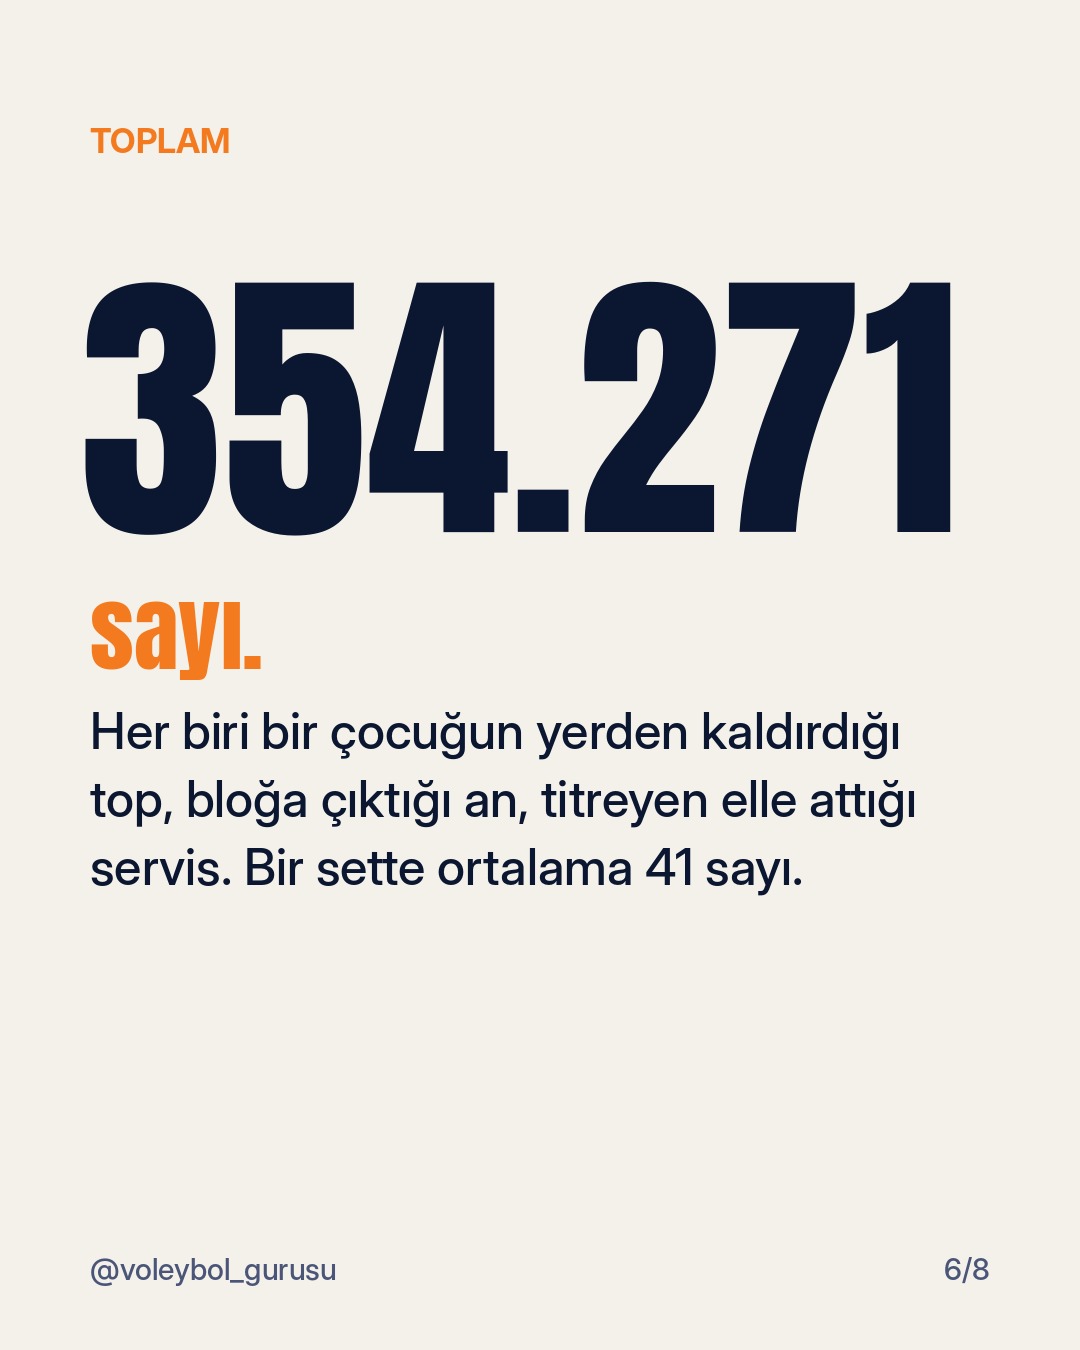 TOPLAM
354.271
sayı.
Her biri bir çocuğun yerden kaldırdığı
top, bloğa çıktığı an, titreyen elle attığı
servis. Bir sette ortalama 41 sayı.
@voleybol_gurusu
6/8